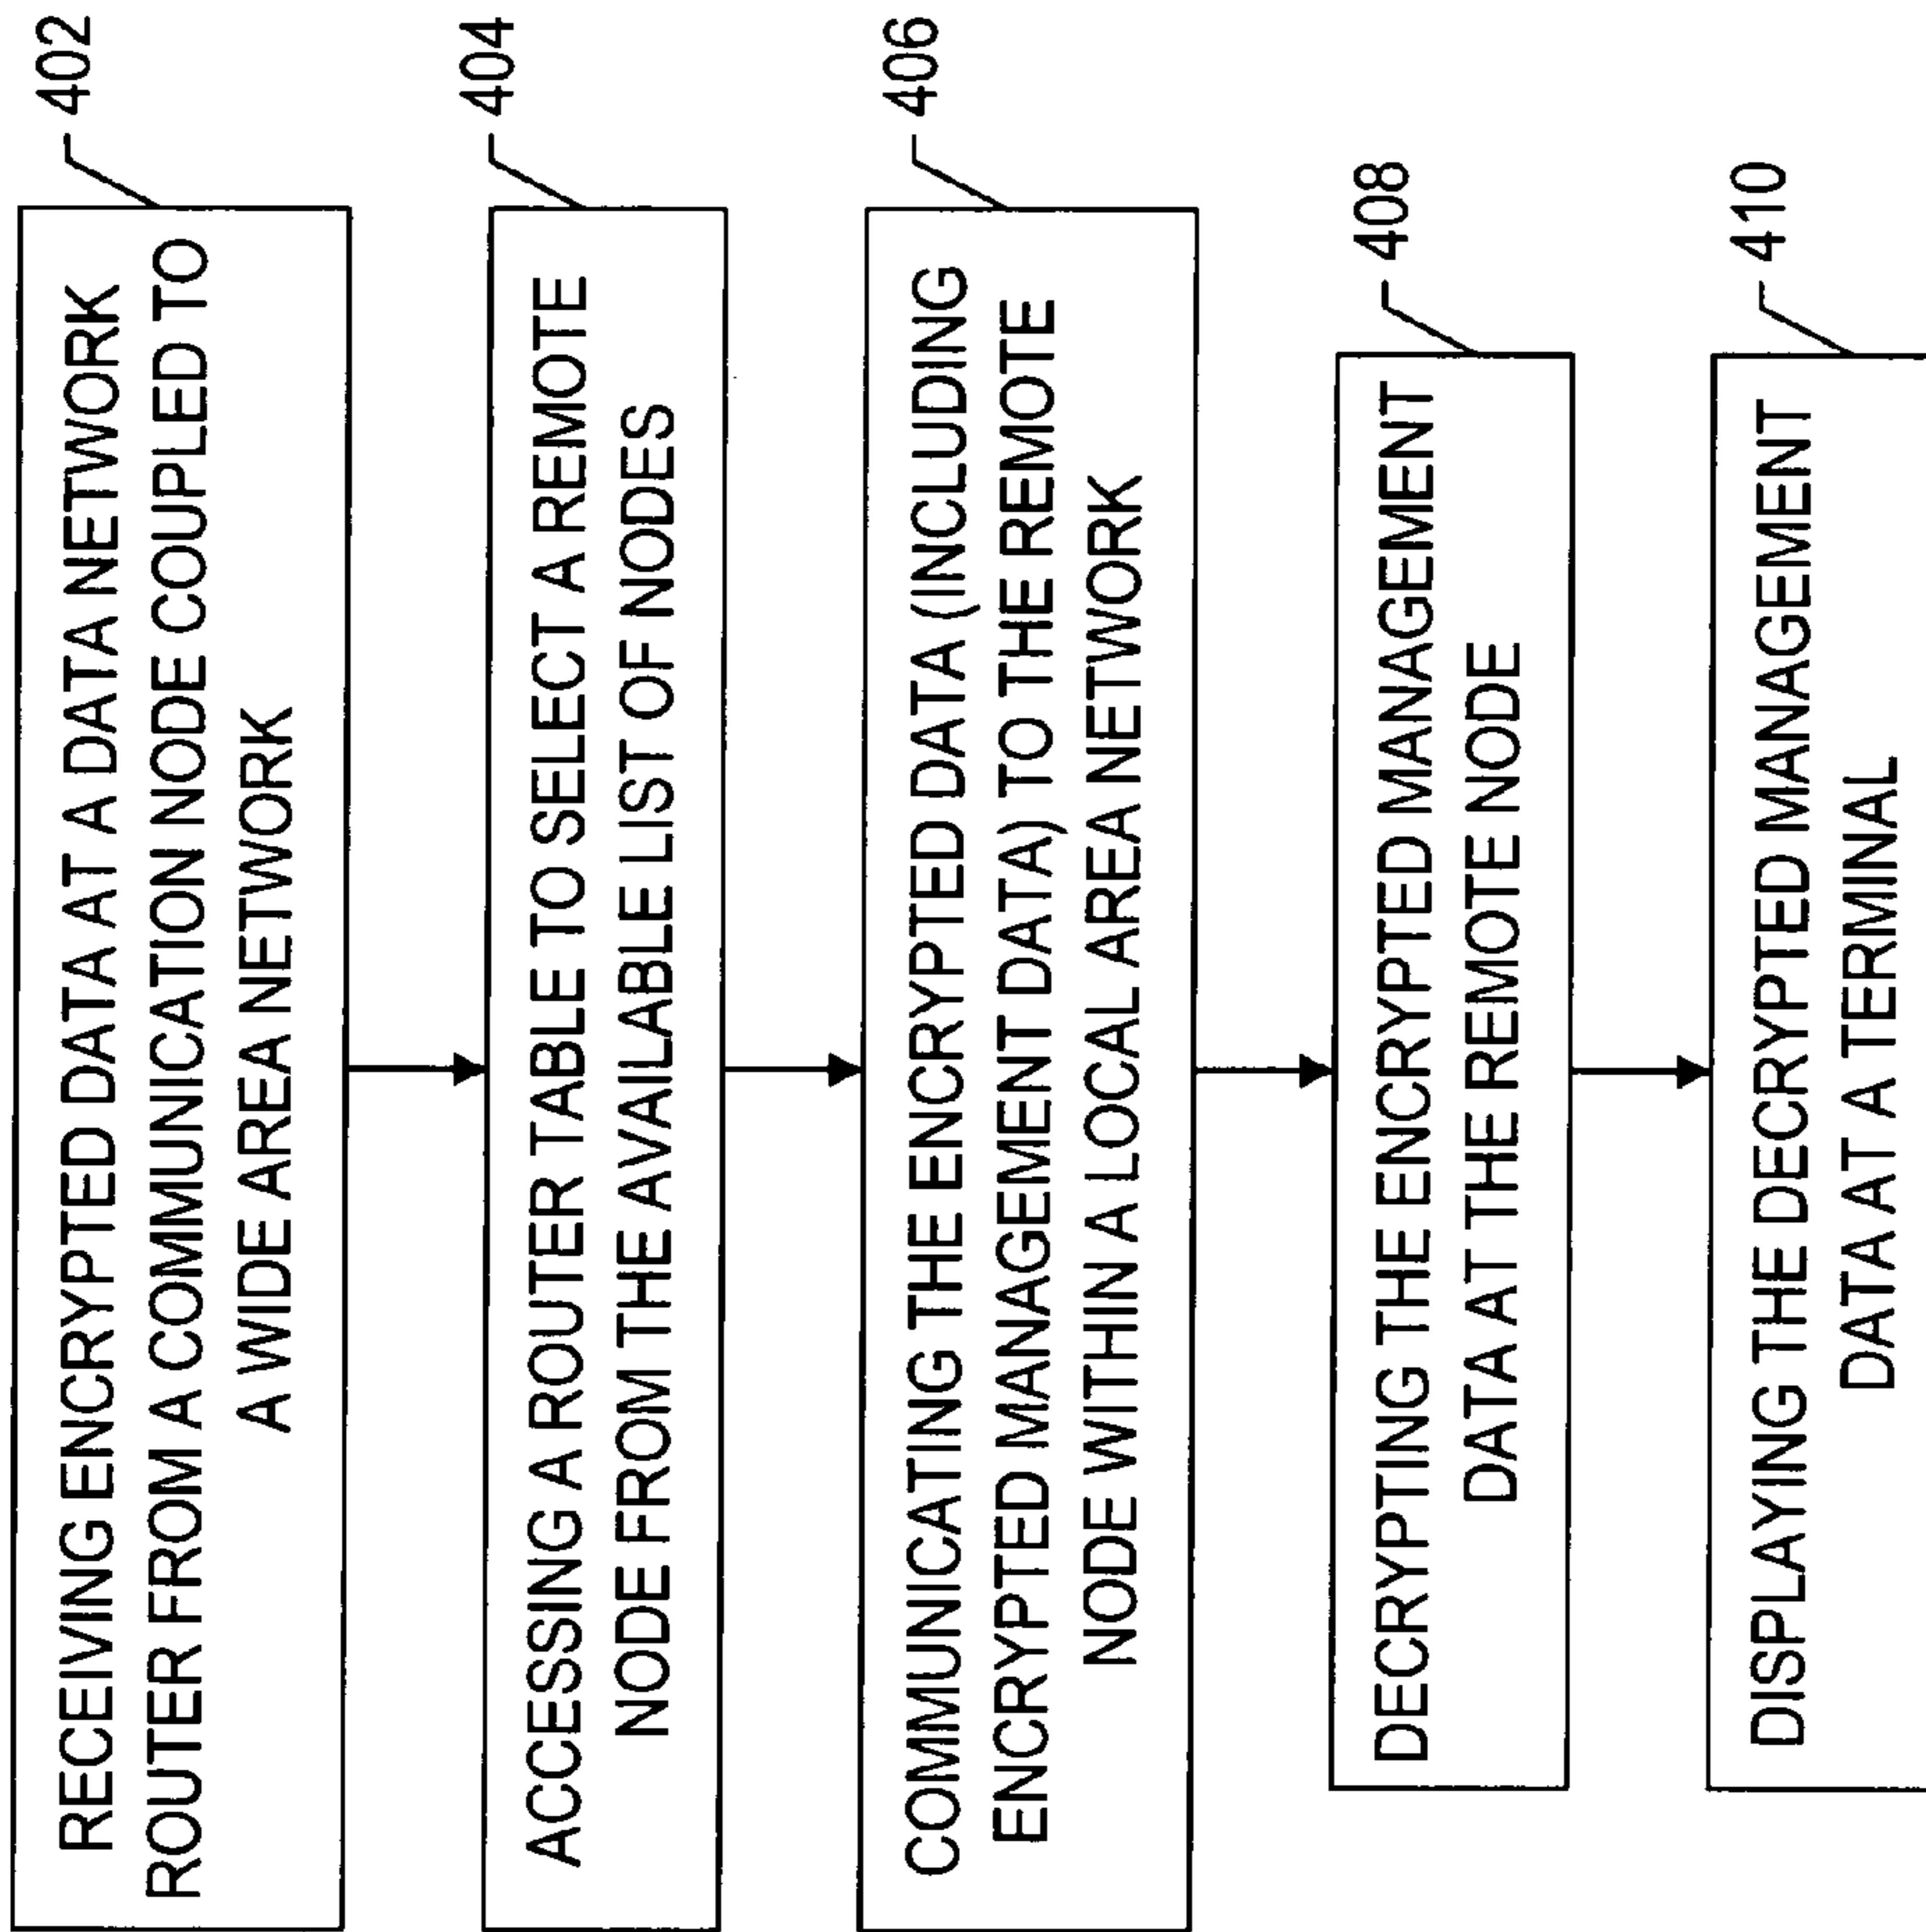 RECEIVING ENCRYPTED DATA AT A DATA NETWORK
ROUTER FROM A COMMUNICATION NODE COUPLED TO
A WIDE AREA NETWORK
402
ACCESSING A ROUTER TABLE TO SELECT A REMOTE
NODE FROM THE AVAILABLE LIST OF NODES
404
COMMUNICATING THE ENCRYPTED DATA (INCLUDING
ENCRYPTED MANAGEMENT DATA) TO THE REMOTE
NODE WITHIN A LOCAL AREA NETWORK
406
DECRYPTING THE ENCRYPTED MANAGEMENT
DATA AT THE REMOTE NODE
408
DISPLAYING THE DECRYPTED MANAGEMENT
DATA AT A TERMINAL
410